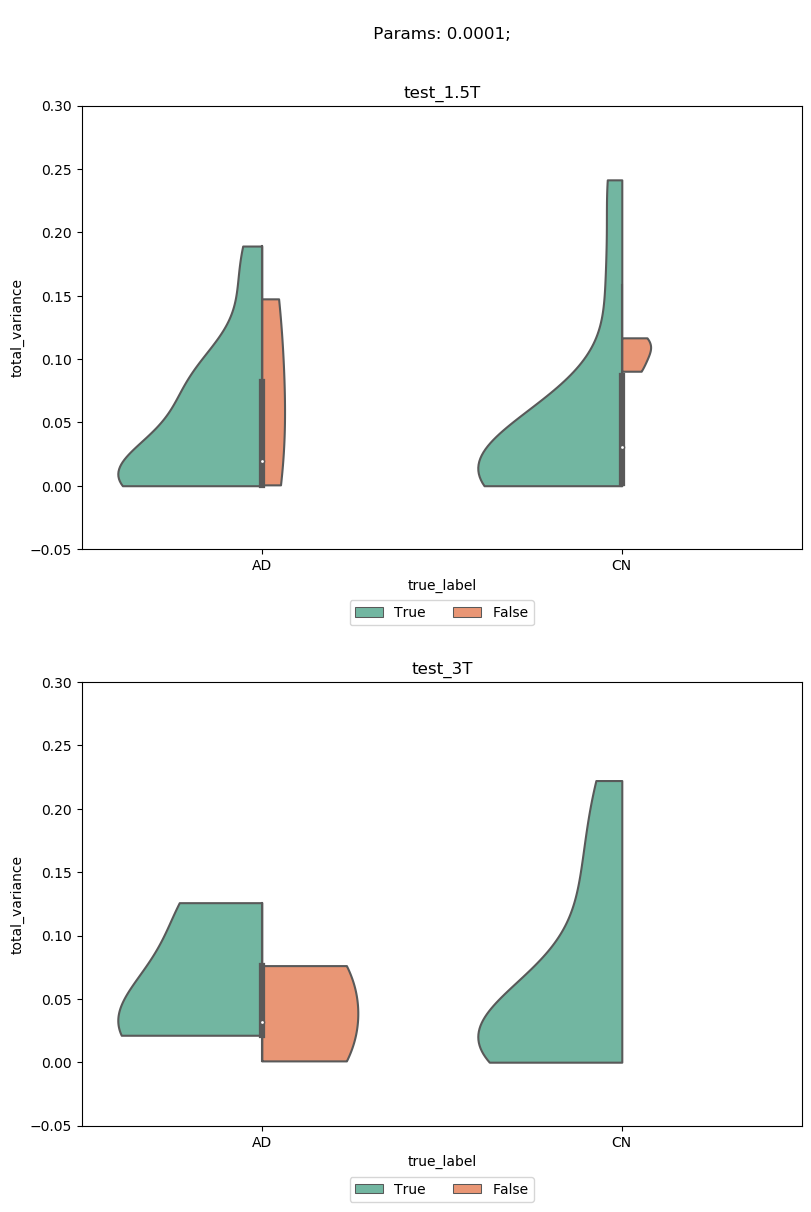 Params: 0.0001;
test_1.5T
0.30
0.25
0.20
0.15
0.10
0.05
0.00
−0.05
total_variance
AD CN
true_label
True False
test_3T
0.30
0.25
0.20
0.15
0.10
0.05
0.00
−0.05
total_variance
AD CN
true_label
True False